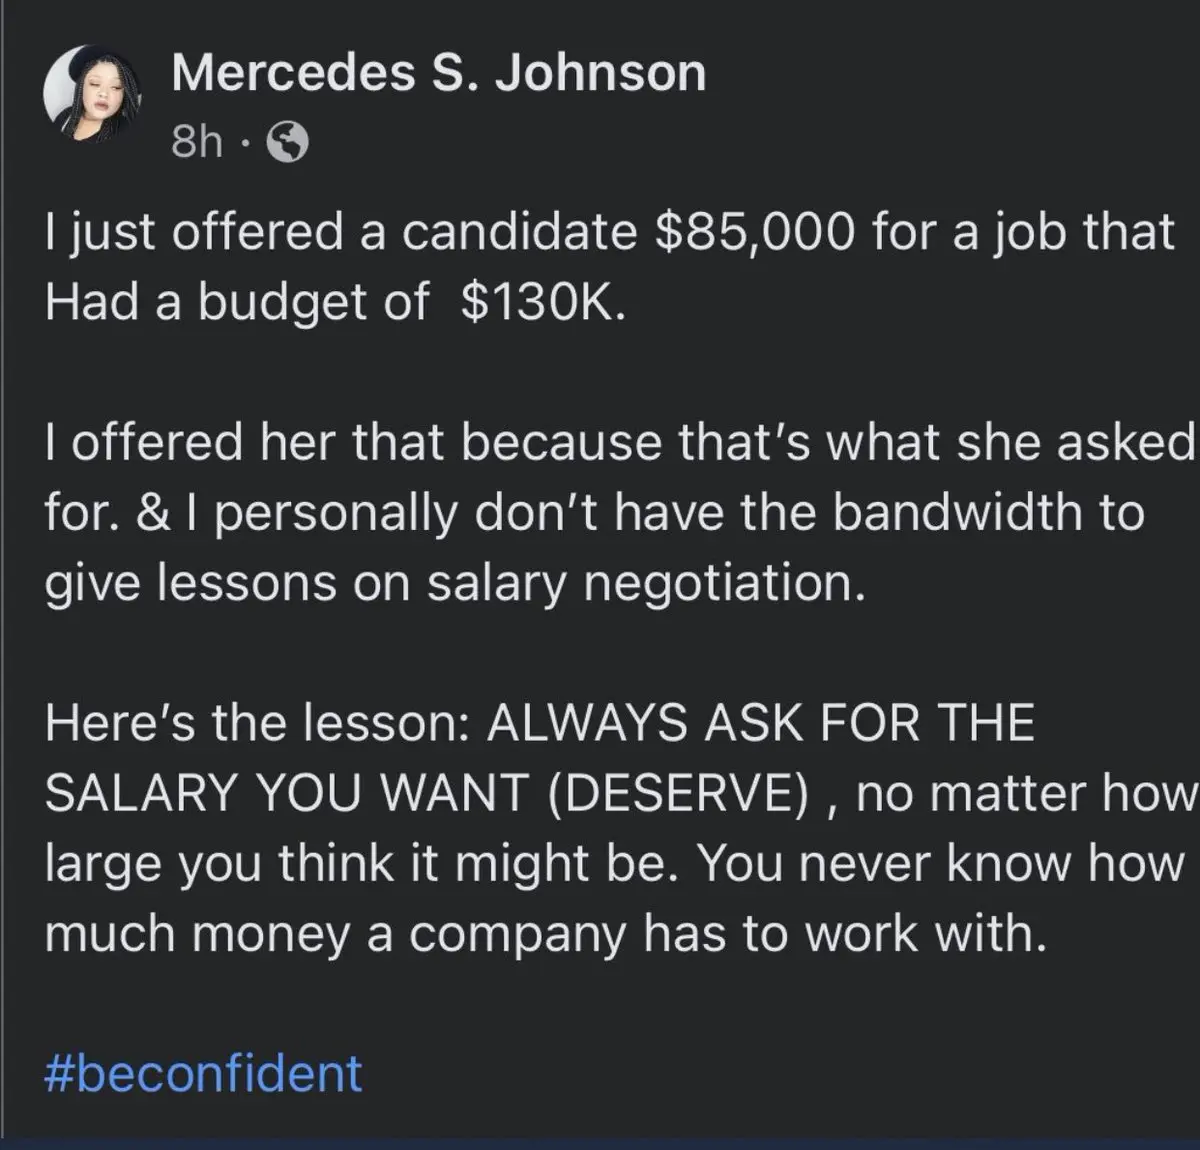 Mercedes S. Johnson
8h ·
I just offered a candidate $85,000 for a job that
Had a budget of  $130K.
I offered her that because that's what she asked
for. & I personally don't have the bandwidth to
give lessons on salary negotiation.
Here's the lesson: ALWAYS ASK FOR THE
SALARY YOU WANT (DESERVE) , no matter how
large you think it might be. You never know how
much money a company has to work with.
#beconfident